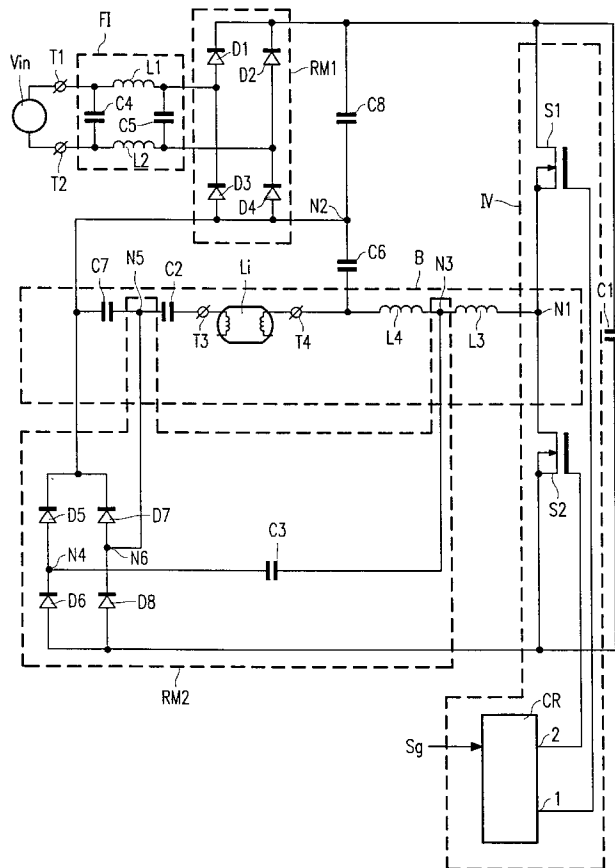 FI
Vin
T1
L1
D1
D2
RM1
C4
C5
C8
S1
T2
L2
D3
D4
N2
IV
C6
B
C7
N5
C2
Li
N3
T3
T4
L4
L3
N1
C1
S2
D5
D7
C3
N4
N6
D6
D8
RM2
CR
Sg
2
1